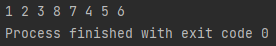 1 2 3 8 7 4 5 6
Process finished with exit code 0